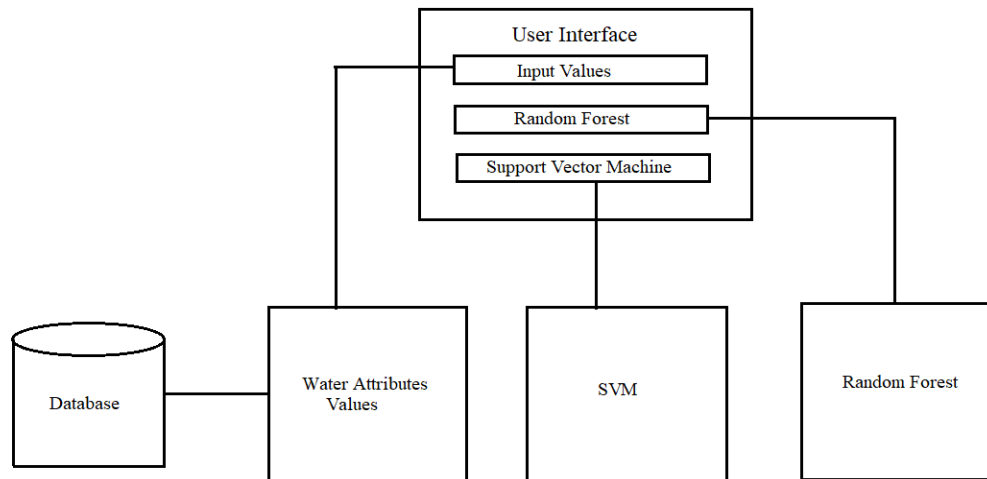 User Interface
Input Values
Random Forest
Support Vector Machine
Database
Water Attributes
Values
SVM
Random Forest